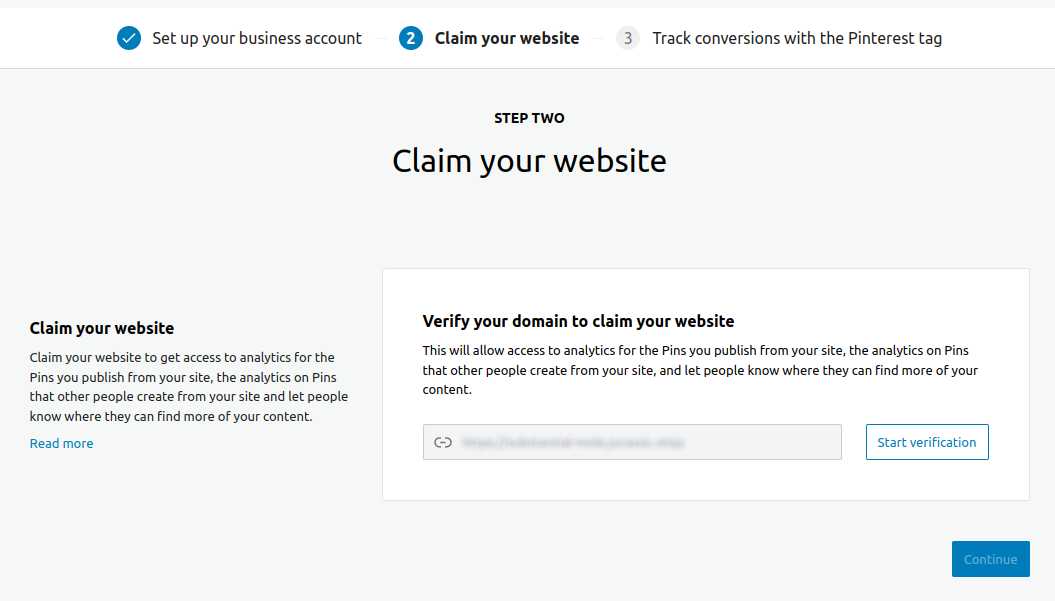 Set up your business account
2 Claim your website
3 Track conversions with the Pinterest tag
STEP TWO
Claim your website
Claim your website
Claim your website to get access to analytics for the
Pins you publish from your site, the analytics on Pins
that other people create from your site and let people
know where they can find more of your content.
Read more
Verify your domain to claim your website
This will allow access to analytics for the Pins you publish from your site, the analytics on Pins
that other people create from your site, and let people know where they can find more of your
content.
Start verification
Continue